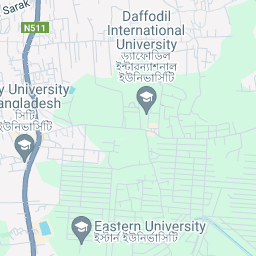 Sarak
N511
Daffodil
International
University
ড্যাফোডিল
ইন্টারন্যাশনাল
ইউনিভার্সিটি
y University
angladesh
সিটি
ইউনিভার্সিটি
Eastern University
ইস্টার্ন ইউনিভার্সিটি